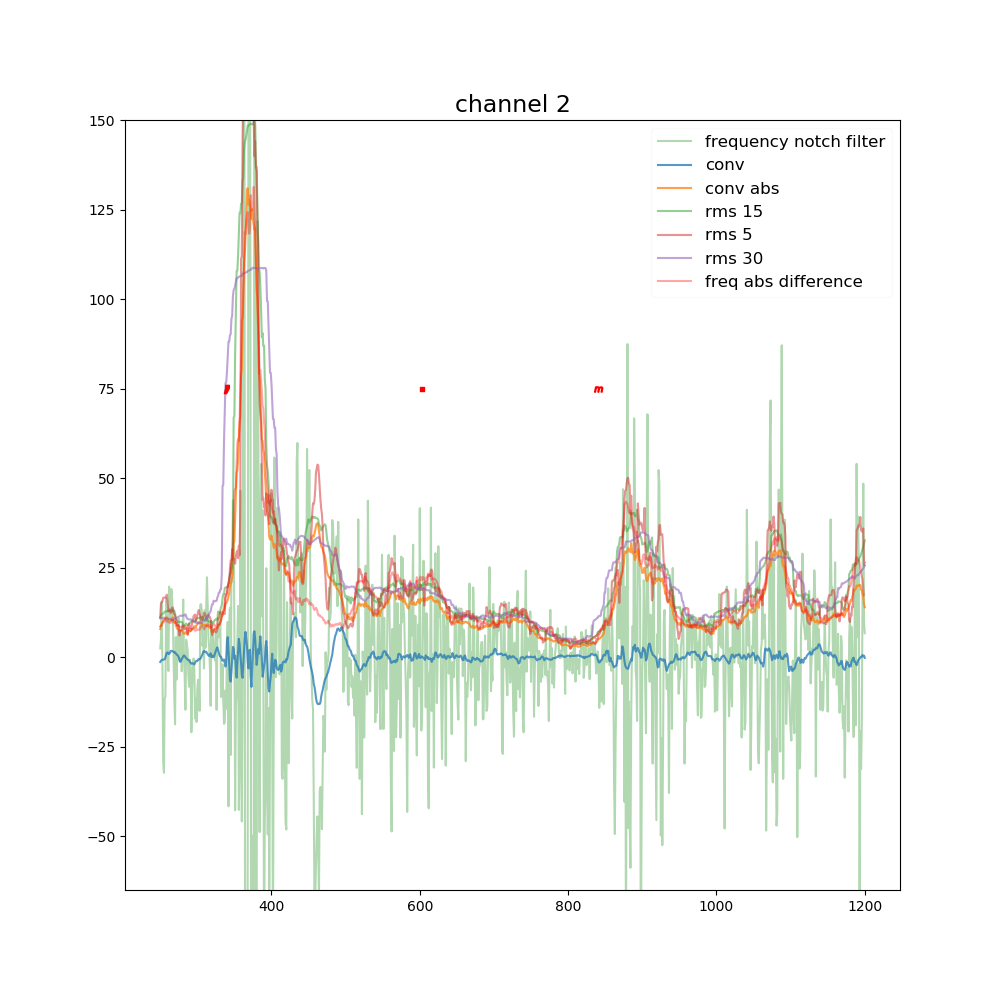 channel 2
150
125
100
75
50
25
0
−25
−50
400
600
800
1000
1200
frequency notch filter
conv
conv abs
rms 15
rms 5
rms 30
freq abs difference
, . m